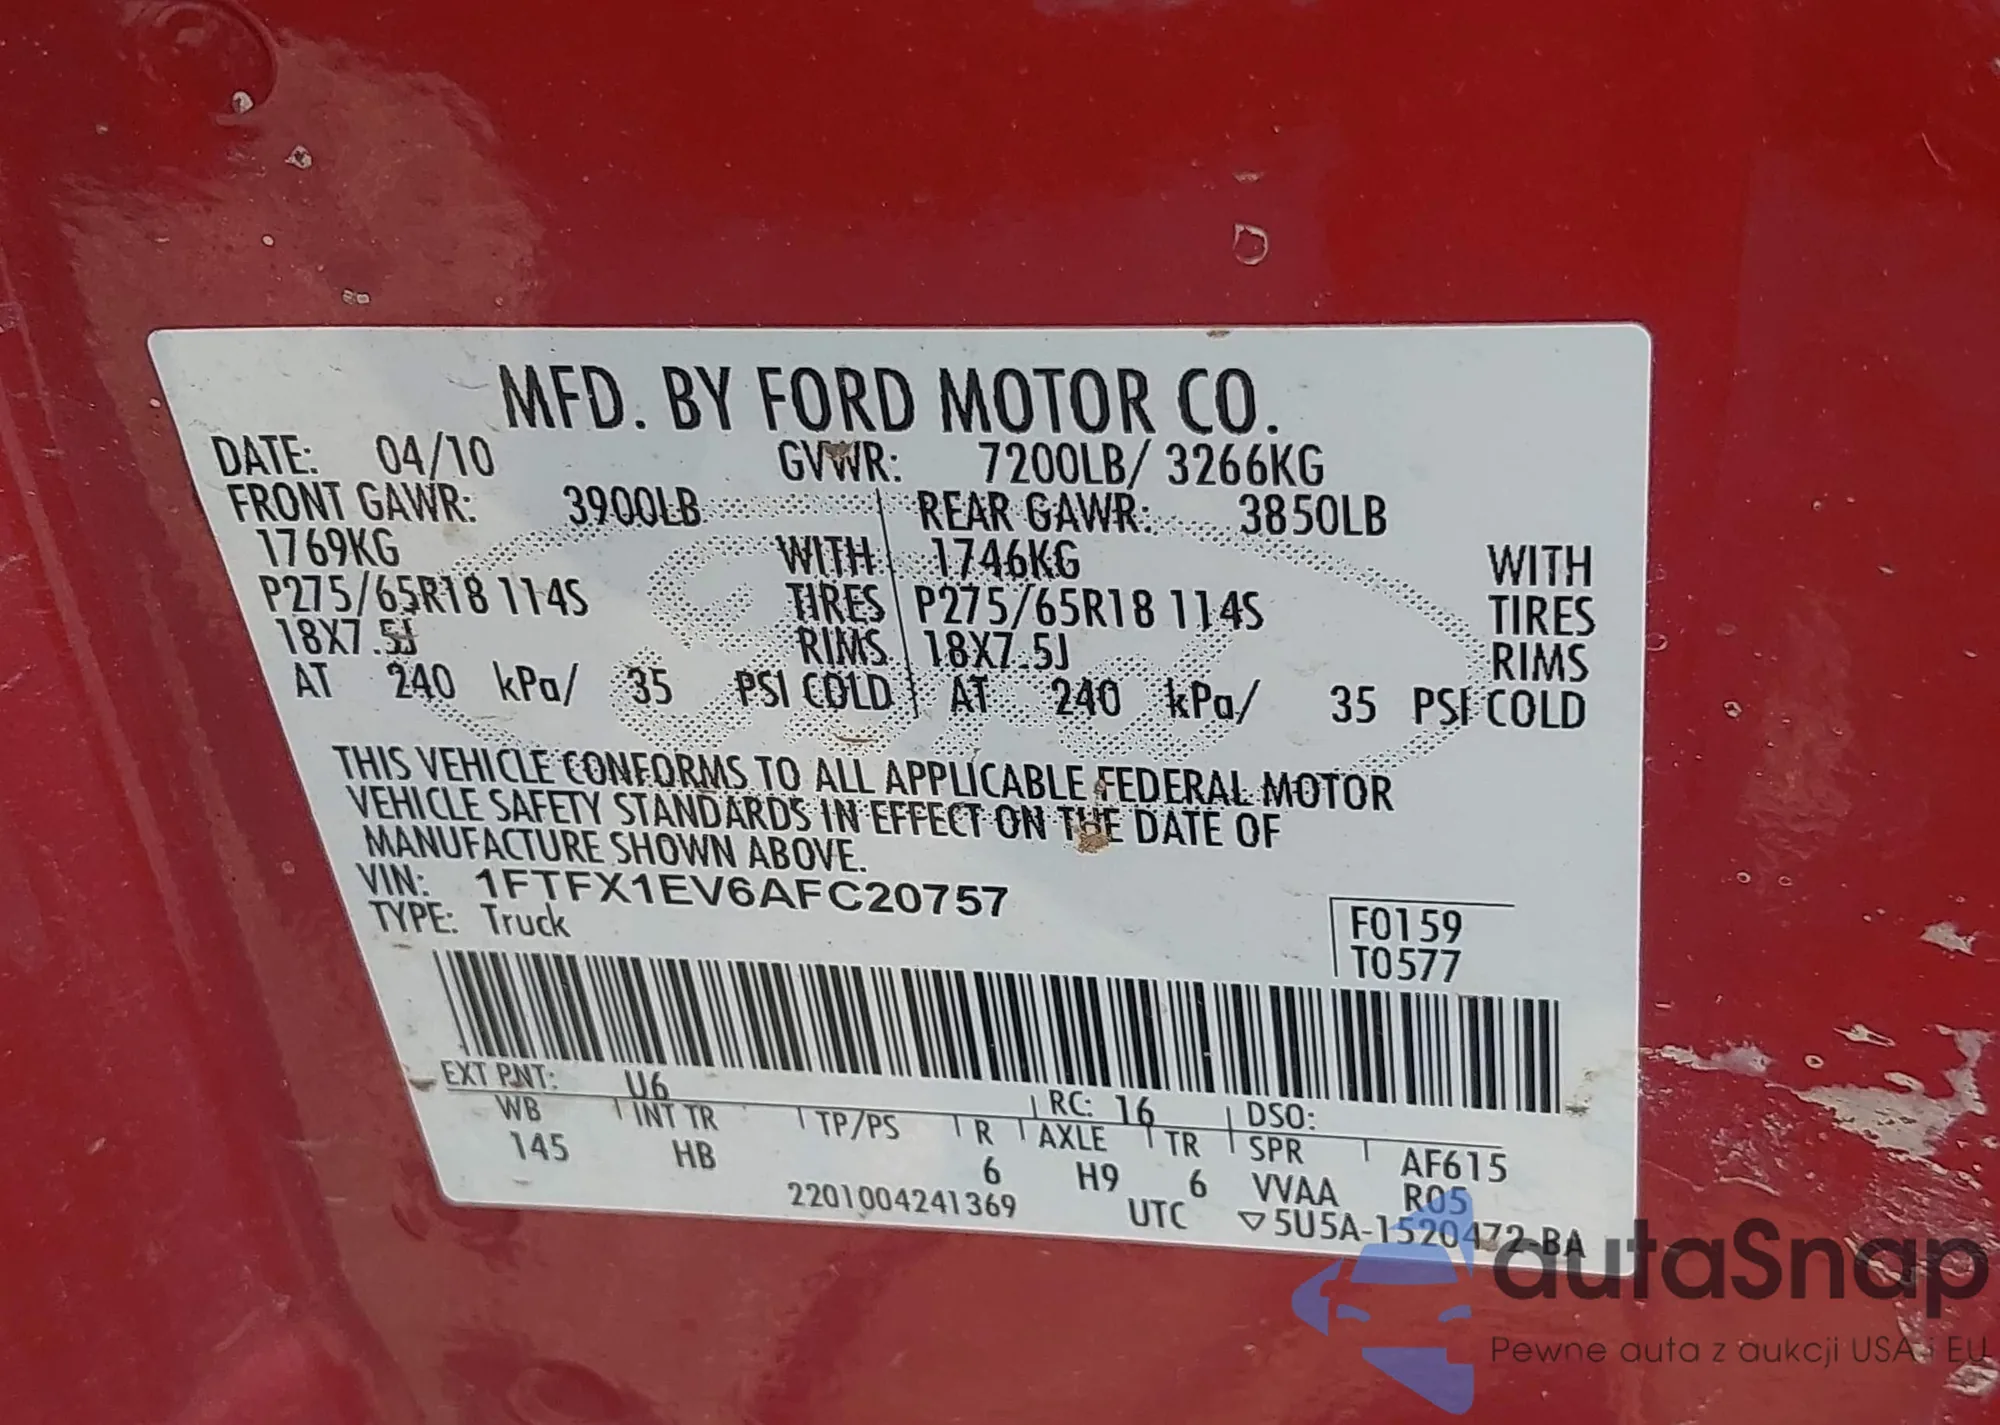 MFD. BY FORD MOTOR CO.
DATE: 04/10 GVWR: 7200LB/ 3266KG
FRONT GAWR: 3900LB REAR GAWR: 3850LB
1769KG WITH 1746KG WITH
P275/65R18 114S TIRES P275/65R18 114S TIRES
18X7.5J RIMS 18X7.5J RIMS
AT 240 kPa/ 35 PSI COLD AT 240 kPa/ 35 PSI COLD
THIS VEHICLE CONFORMS TO ALL APPLICABLE FEDERAL MOTOR
VEHICLE SAFETY STANDARDS IN EFFECT ON THE DATE OF
MANUFACTURE SHOWN ABOVE.
VIN: 1FTFX1EV6AFC20757
TYPE: Truck
F0159
T0577
EXT PNT: U6 RC: 16 DSO:
WB INT TR TP/PS R AXLE TR SPR AF615
145 HB 6 H9 6 VVAA R05
2201004241369 UTC ▽5U5A-1520472-BA
autaSnap
Pewne auta z aukcji USA i EU